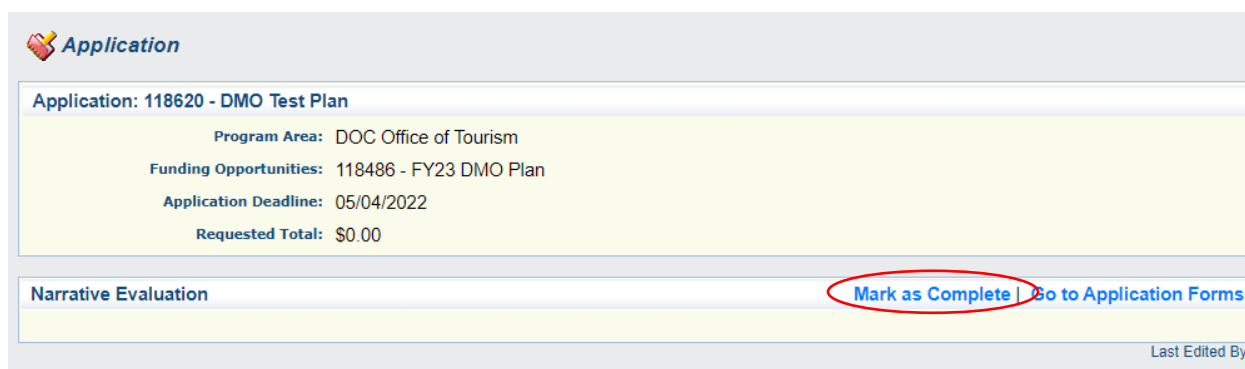 Application
Application: 118620 - DMO Test Plan
Program Area: DOC Office of Tourism
Funding Opportunities: 118486 - FY23 DMO Plan
Application Deadline: 05/04/2022
Requested Total: $0.00
Narrative Evaluation Mark as Complete | Go to Application Forms
Last Edited By